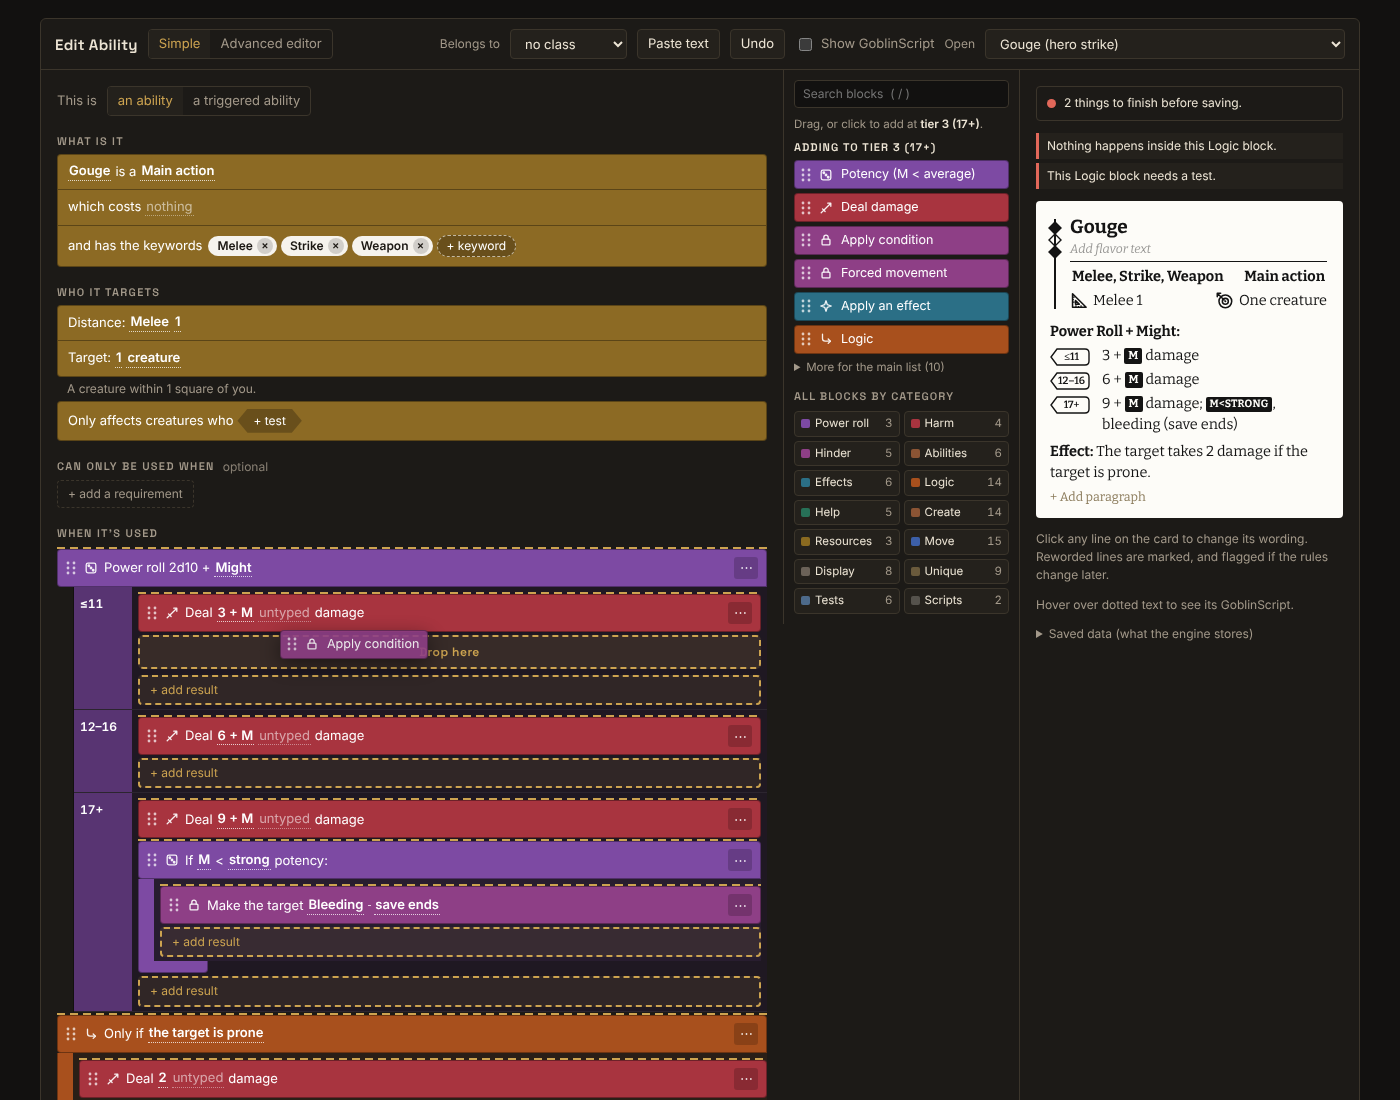 Edit Ability
Simple
Advanced editor
Belongs to
no class
Paste text
Undo
Show GoblinScript
Open
Gouge (hero strike)
This is
an ability
a triggered ability
WHAT IS IT
Gouge is a Main action
which costs nothing
and has the keywords Melee × Strike × Weapon × + keyword
WHO IT TARGETS
Distance: Melee 1
Target: 1 creature
A creature within 1 square of you.
Only affects creatures who + test
CAN ONLY BE USED WHEN optional
+ add a requirement
WHEN IT'S USED
Power roll 2d10 + Might
≤11
Deal 3 + M untyped damage
Apply condition
rop here
+ add result
12–16
Deal 6 + M untyped damage
+ add result
17+
Deal 9 + M untyped damage
If M < strong potency:
Make the target Bleeding - save ends
+ add result
+ add result
Only if the target is prone
Deal 2 untyped damage
Search blocks ( / )
Drag, or click to add at tier 3 (17+).
ADDING TO TIER 3 (17+)
Potency (M < average)
Deal damage
Apply condition
Forced movement
Apply an effect
Logic
More for the main list (10)
ALL BLOCKS BY CATEGORY
Power roll 3
Harm 4
Hinder 5
Abilities 6
Effects 6
Logic 14
Help 5
Create 14
Resources 3
Move 15
Display 8
Unique 9
Tests 6
Scripts 2
2 things to finish before saving.
Nothing happens inside this Logic block.
This Logic block needs a test.
Gouge
Add flavor text
Melee, Strike, Weapon Main action
Melee 1 One creature
Power Roll + Might:
≤11 3 + M damage
12–16 6 + M damage
17+ 9 + M damage; M<STRONG,
bleeding (save ends)
Effect: The target takes 2 damage if the
target is prone.
+ Add paragraph
Click any line on the card to change its wording.
Reworded lines are marked, and flagged if the rules
change later.
Hover over dotted text to see its GoblinScript.
Saved data (what the engine stores)